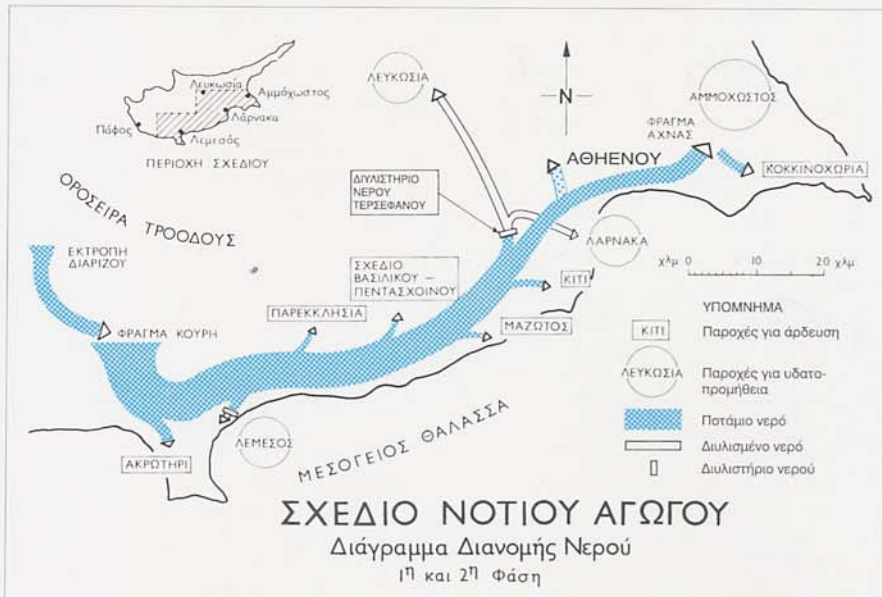 Λευκωσία
Αμμόχωστος
Λάρνακα
Πάφος
Λεμεσός
ΠΕΡΙΟΧΗ ΣΧΕΔΙΟΥ
ΛΕΥΚΩΣΙΑ
N
ΑΜΜΟΧΩΣΤΟΣ
ΦΡΑΓΜΑ
ΑΧΝΑΣ
ΑΘΗΕΝΟΥ
ΚΟΚΚΙΝΟΧΩΡΙΑ
ΔΙΥΛΙΣΤΗΡΙΟ
ΝΕΡΟΥ
ΤΕΡΣΕΦΑΝΟΥ
ΟΡΟΣΕΙΡΑ ΤΡΟΟΔΟΥΣ
ΛΑΡΝΑΚΑ
ΕΚΤΡΟΠΗ
ΔΙΑΡΙΖΟΥ
ΣΧΕΔΙΟ
ΒΑΣΙΛΙΚΟΥ –
ΠΕΝΤΑΣΧΟΙΝΟΥ
χλμ 0 10 20 χλμ
ΚΙΤΙ
ΠΑΡΕΚΚΛΗΣΙΑ
ΦΡΑΓΜΑ ΚΟΥΡΗ
ΜΑΖΩΤΟΣ
ΛΕΜΕΣΟΣ
ΑΚΡΩΤΗΡΙ
ΜΕΣΟΓΕΙΟΣ ΘΑΛΑΣΣΑ
ΥΠΟΜΝΗΜΑ
ΚΙΤΙ Παροχές για άρδευση
ΛΕΥΚΩΣΙΑ Παροχές για υδατο-
προμήθεια
Ποτάμιο νερό
Διυλισμένο νερό
Διυλιστήριο νερού
ΣΧΕΔΙΟ ΝΟΤΙΟΥ ΑΓΩΓΟΥ
Διάγραμμα Διανομής Νερού
1η και 2η Φάση